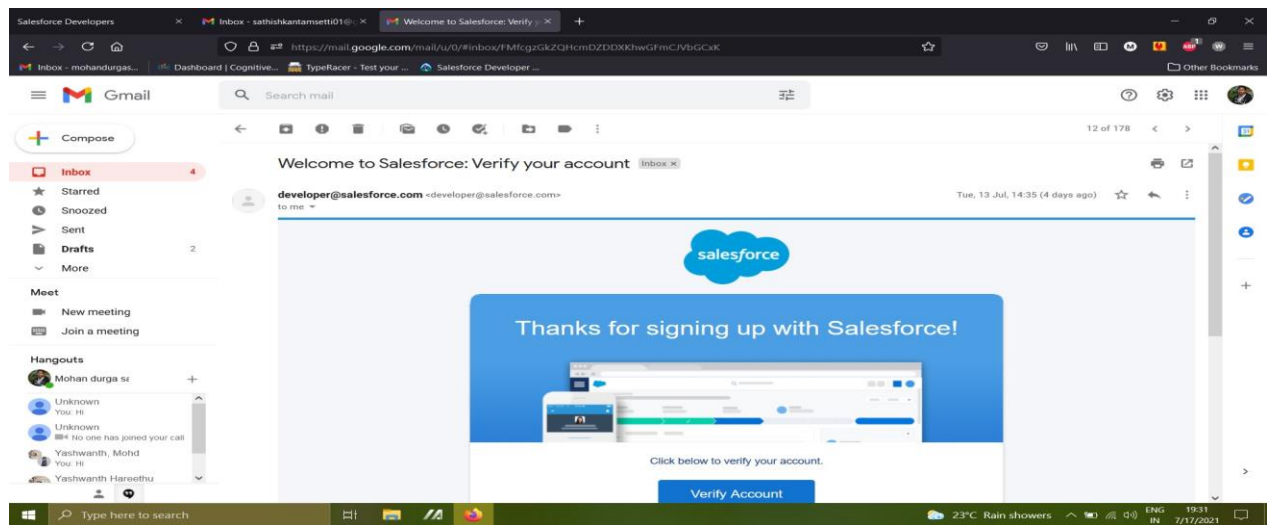 Salesforce Developers
Inbox - sathishkantamsetti01@
Welcome to Salesforce: Verify y
https://mail.google.com/mail/u/0/#inbox/FMfcgzGkZQHcmDZDDXKhwGFmCJVbGCxK
Inbox - mohandurgas...
Dashboard | Cognitive...
TypeRacer - Test your ...
Salesforce Developer ...
Other Bookmarks
Gmail
Search mail
Compose
12 of 178
Welcome to Salesforce: Verify your account Inbox x
Inbox 4
Starred
developer@salesforce.com <developer@salesforce.com> Tue, 13 Jul, 14:35 (4 days ago)
to me
Snoozed
Sent
Drafts 2
More
salesforce
Meet
New meeting
Join a meeting
Thanks for signing up with Salesforce!
Hangouts
Mohan durga sa
Unknown
You: Hi
Unknown
No one has joined your call
Yashwanth, Mohd
You: Hi
Yashwanth Hareethu
Click below to verify your account.
Verify Account
Type here to search
23°C Rain showers
ENG
IN
19:31
7/17/2021